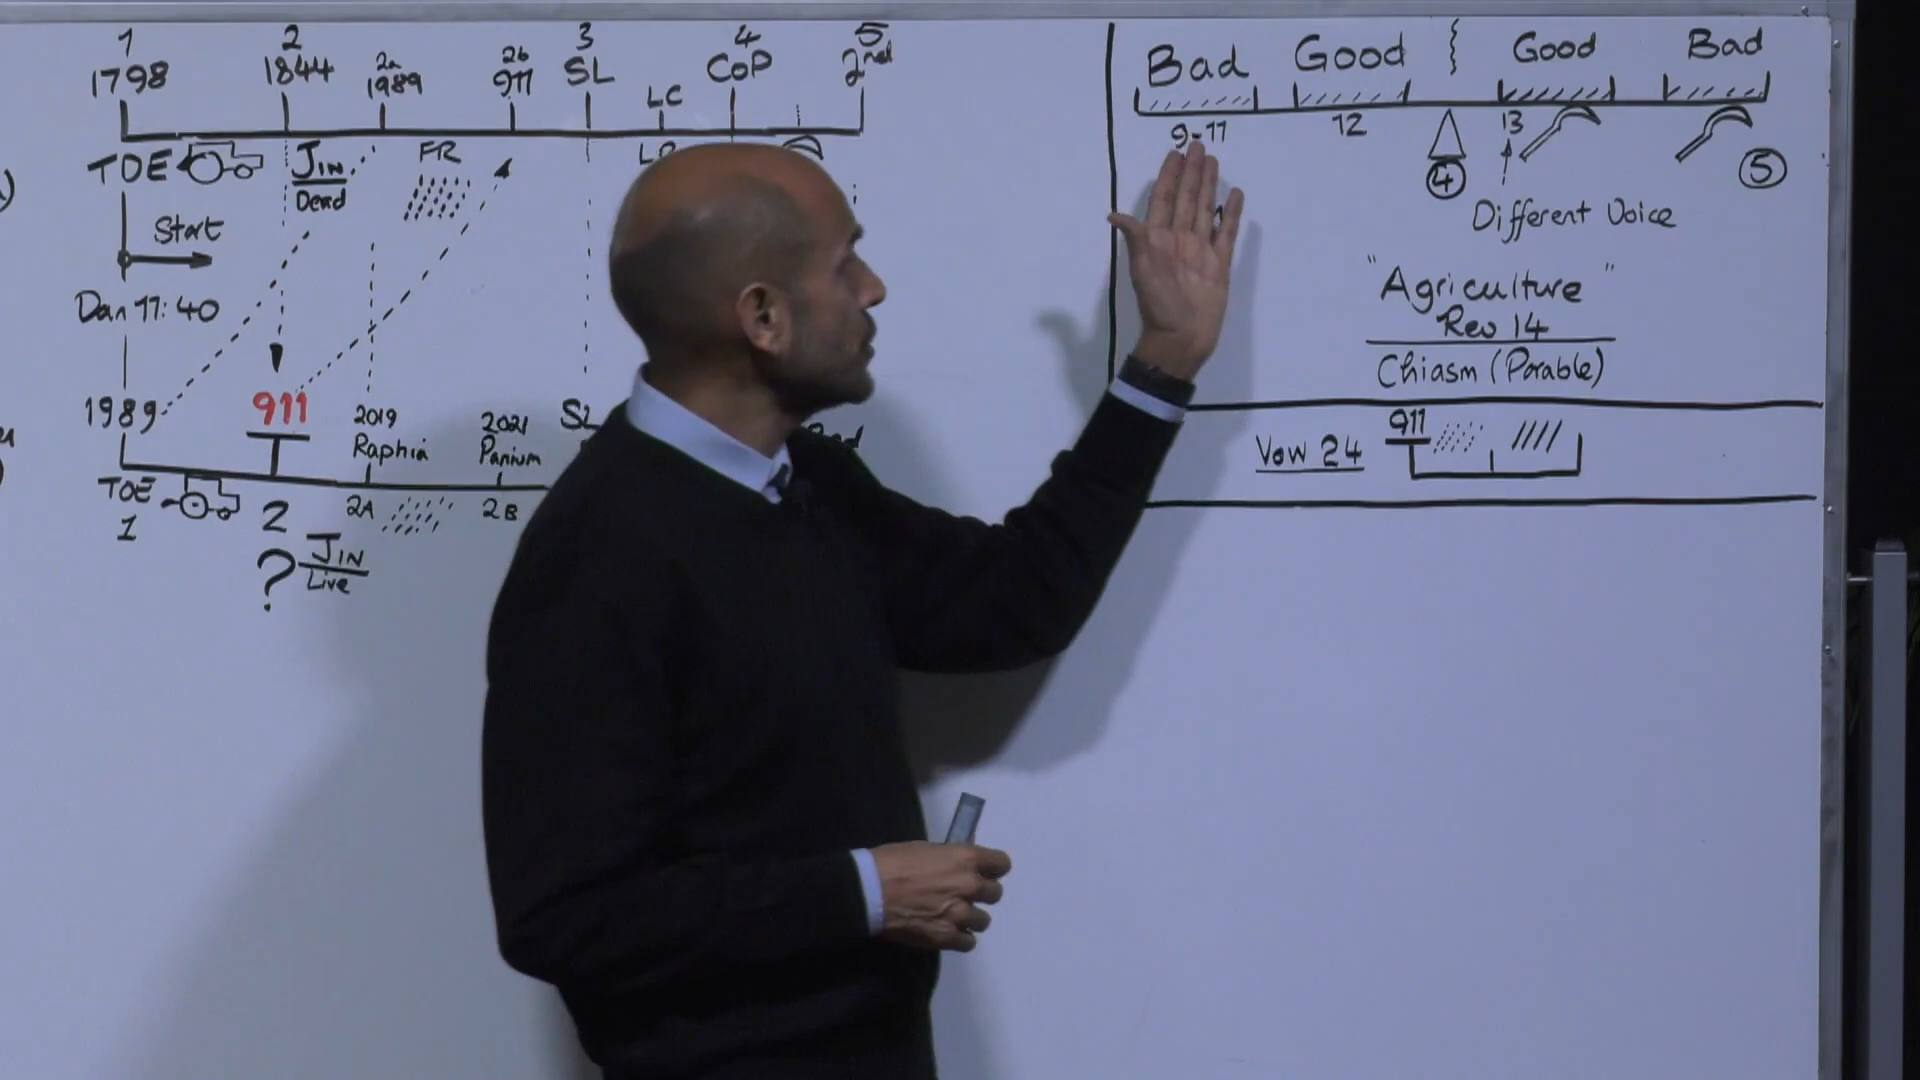 1 2 2a 2b 3 4 5
1798 1844 1989 911 SL LC CoP 2nd
TOE JIN FR
Dead
Start
Dan 11:40
1989 911 2019 2021 SL
Raphia Panium
TOE 2A 2B
1 2
? JIN
Live
Bad Good Good Bad
9-11 12 13
4 5
Different Voice
"Agriculture"
Rev 14
Chiasm (Parable)
911
Vow 24